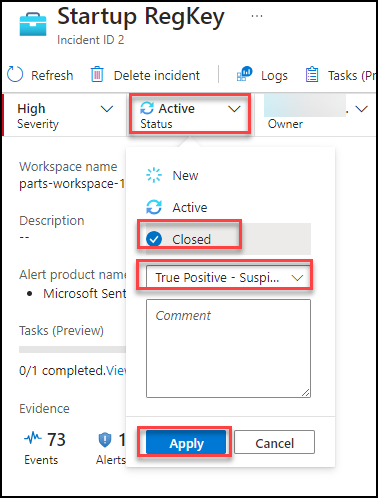 Startup RegKey ...
Incident ID 2
Refresh Delete incident Logs Tasks (Preview)
High Active
Severity Status Owner
Workspace name
parts-workspace-1
New
Description
--
Active
Closed
Alert product name
• Microsoft Sent
True Positive - Suspi...
Comment
Tasks (Preview)
0/1 completed.View
Evidence
73 1
Events Alerts
Apply Cancel